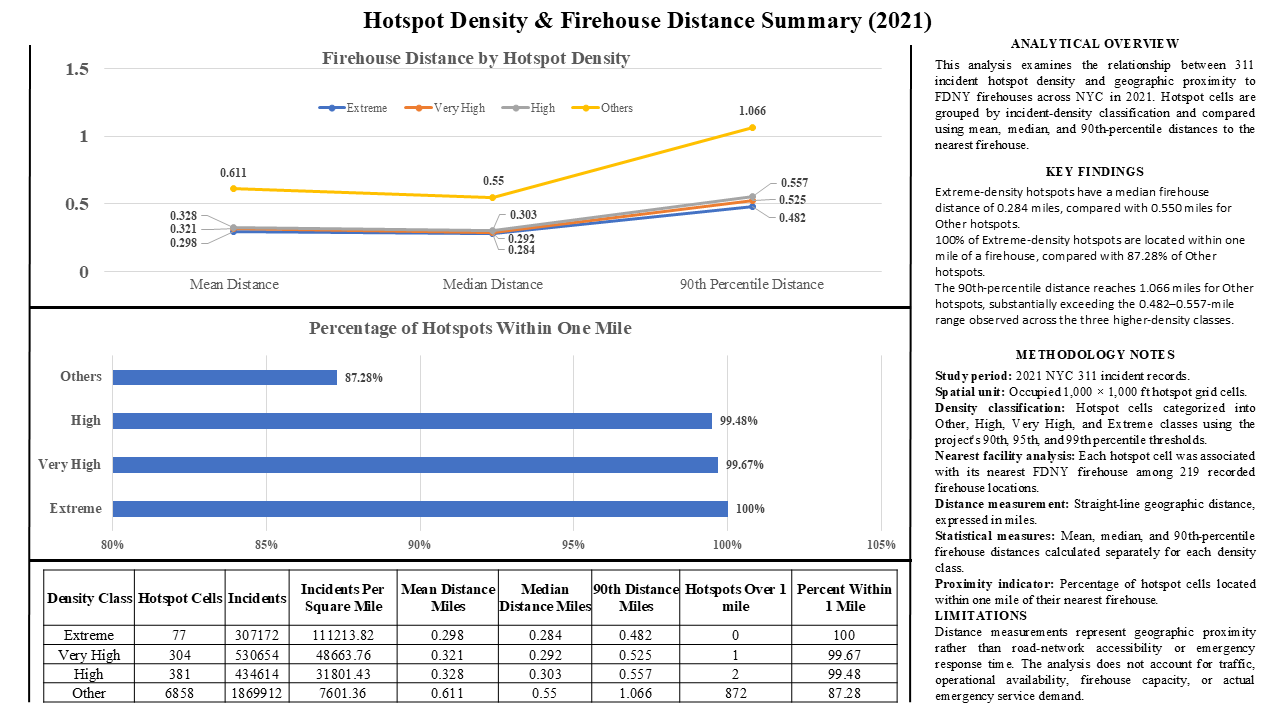 Hotspot Density & Firehouse Distance Summary (2021)
Firehouse Distance by Hotspot Density
1.5
1
0.5
0
Extreme
Very High
High
Others
0.611
0.55
1.066
0.328
0.321
0.298
0.303
0.292
0.284
0.557
0.525
0.482
Mean Distance
Median Distance
90th Percentile Distance
Percentage of Hotspots Within One Mile
Others
87.28%
High
99.48%
Very High
99.67%
Extreme
100%
80%
85%
90%
95%
100%
105%
Density Class Hotspot Cells Incidents Incidents Per Square Mile Mean Distance Miles Median Distance Miles 90th Distance Miles Hotspots Over 1 mile Percent Within 1 Mile
Extreme 77 307172 111213.82 0.298 0.284 0.482 0 100
Very High 304 530654 48663.76 0.321 0.292 0.525 1 99.67
High 381 434614 31801.43 0.328 0.303 0.557 2 99.48
Other 6858 1869912 7601.36 0.611 0.55 1.066 872 87.28
ANALYTICAL OVERVIEW
This analysis examines the relationship between 311
incident hotspot density and geographic proximity to
FDNY firehouses across NYC in 2021. Hotspot cells are
grouped by incident-density classification and compared
using mean, median, and 90th-percentile distances to the
nearest firehouse.
KEY FINDINGS
Extreme-density hotspots have a median firehouse
distance of 0.284 miles, compared with 0.550 miles for
Other hotspots.
100% of Extreme-density hotspots are located within one
mile of a firehouse, compared with 87.28% of Other
hotspots.
The 90th-percentile distance reaches 1.066 miles for Other
hotspots, substantially exceeding the 0.482–0.557-mile
range observed across the three higher-density classes.
METHODOLOGY NOTES
Study period: 2021 NYC 311 incident records.
Spatial unit: Occupied 1,000 × 1,000 ft hotspot grid cells.
Density classification: Hotspot cells categorized into
Other, High, Very High, and Extreme classes using the
project's 90th, 95th, and 99th percentile thresholds.
Nearest facility analysis: Each hotspot cell was associated
with its nearest FDNY firehouse among 219 recorded
firehouse locations.
Distance measurement: Straight-line geographic distance,
expressed in miles.
Statistical measures: Mean, median, and 90th-percentile
firehouse distances calculated separately for each density
class.
Proximity indicator: Percentage of hotspot cells located
within one mile of their nearest firehouse.
LIMITATIONS
Distance measurements represent geographic proximity
rather than road-network accessibility or emergency
response time. The analysis does not account for traffic,
operational availability, firehouse capacity, or actual
emergency service demand.